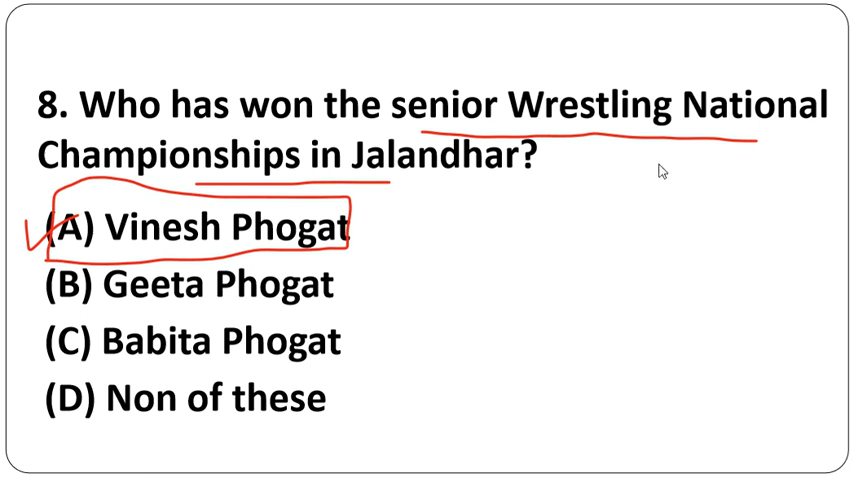 8. Who has won the senior Wrestling National
Championships in Jalandhar?
(A) Vinesh Phogat
(B) Geeta Phogat
(C) Babita Phogat
(D) Non of these